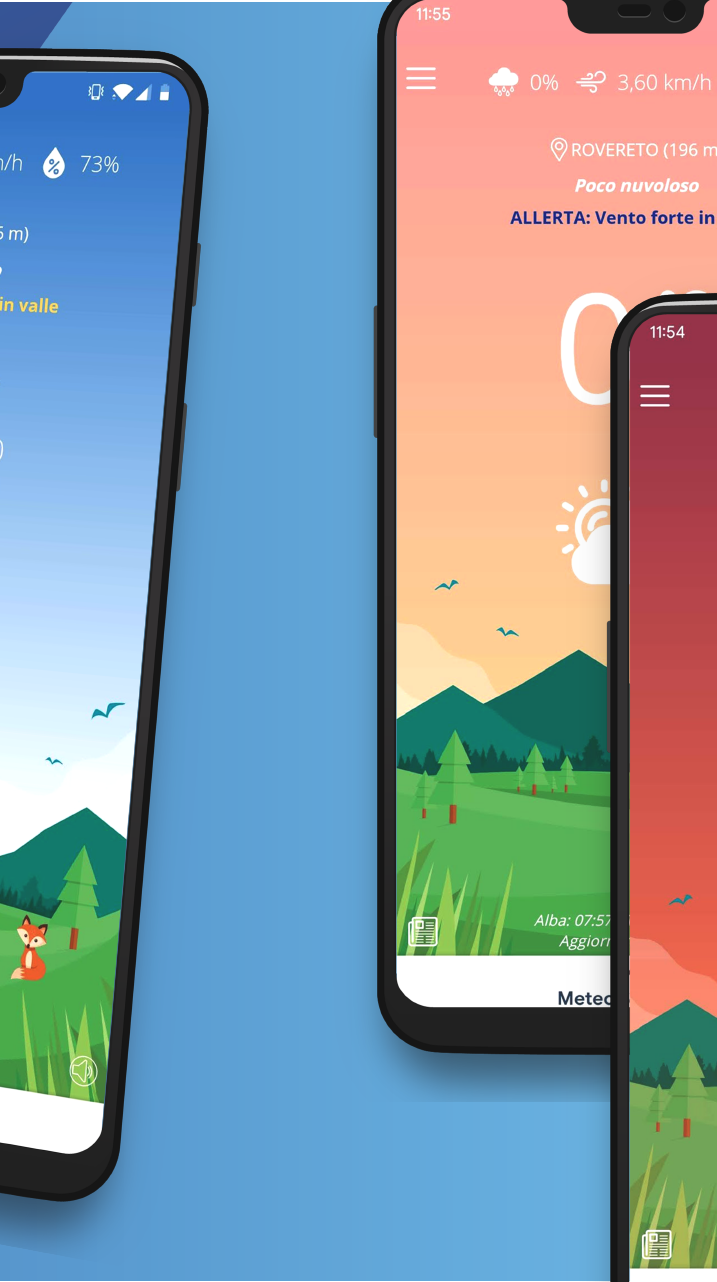 /h
73%
m)
in valle
)
11:55
0%
3,60 km/h
ROVERETO (196 m
Poco nuvoloso
ALLERTA: Vento forte in
0
11:54
Alba: 07:57
Aggiorn
Meteo